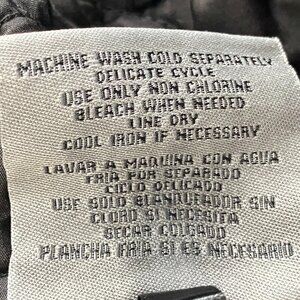 MACHINE WASH COLD SEPARATELY
DELICATE CYCLE
USE ONLY NON CHLORINE
BLEACH WHEN NEEDED
LINE DRY
COOL IRON IF NECESSARY
LAVAR A MAQUINA CON AGUA
FRIA POR SEPARADO
CICLO DELICADO
USE SOLO BLANQUEADOR SIN
CLORO SI NECESITA
SECAR COLGADO
PLANCHA FRIA SI ES NECESARIO